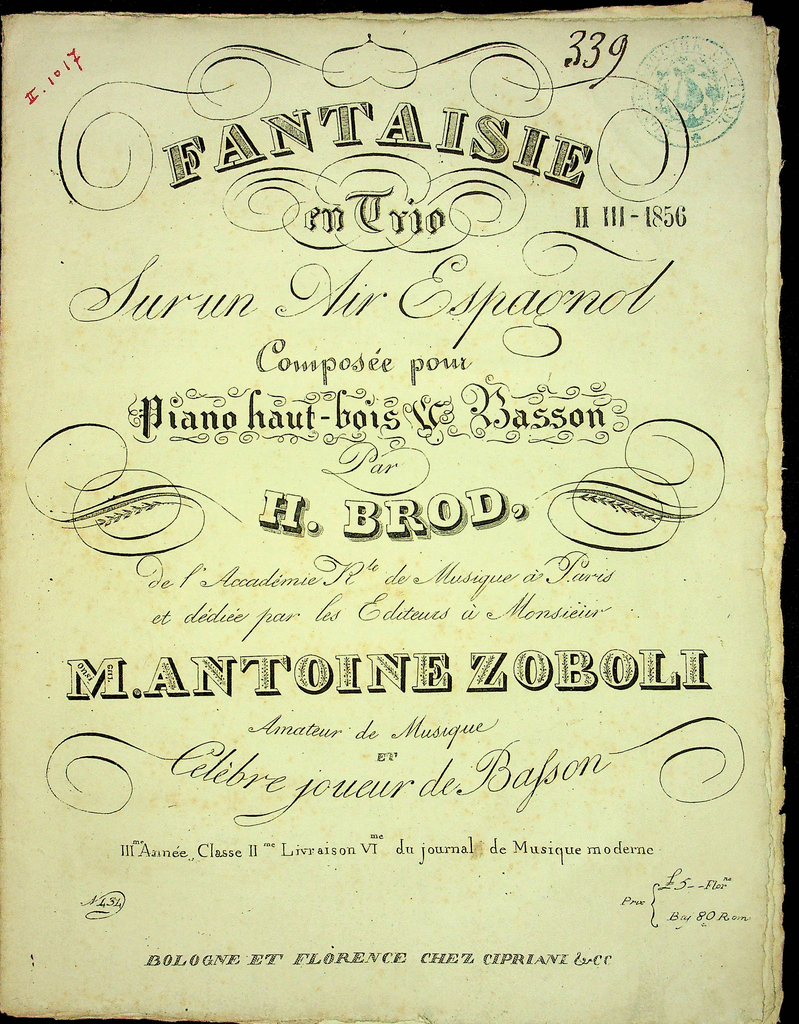 II. 1017
339
FANTAISIE
en Trio
II III - 1856
Sur un Air Espagnol
Composée pour
Piano haut-bois & Basson
Par
H. BROD.
de l'Académie Rle de Musique à Paris
et dédiée par les Editeurs à Monsieur
M. ANTOINE ZOBOLI
Amateur de Musique
ET
Célèbre joueur de Basson
IIIme Année, Classe IIme Livraison VIme du journal de Musique moderne
N.434
Prix { £ 5 - - Florne
Baj 80 Rom
BOLOGNE ET FLORENCE CHEZ CIPRIANI & CC